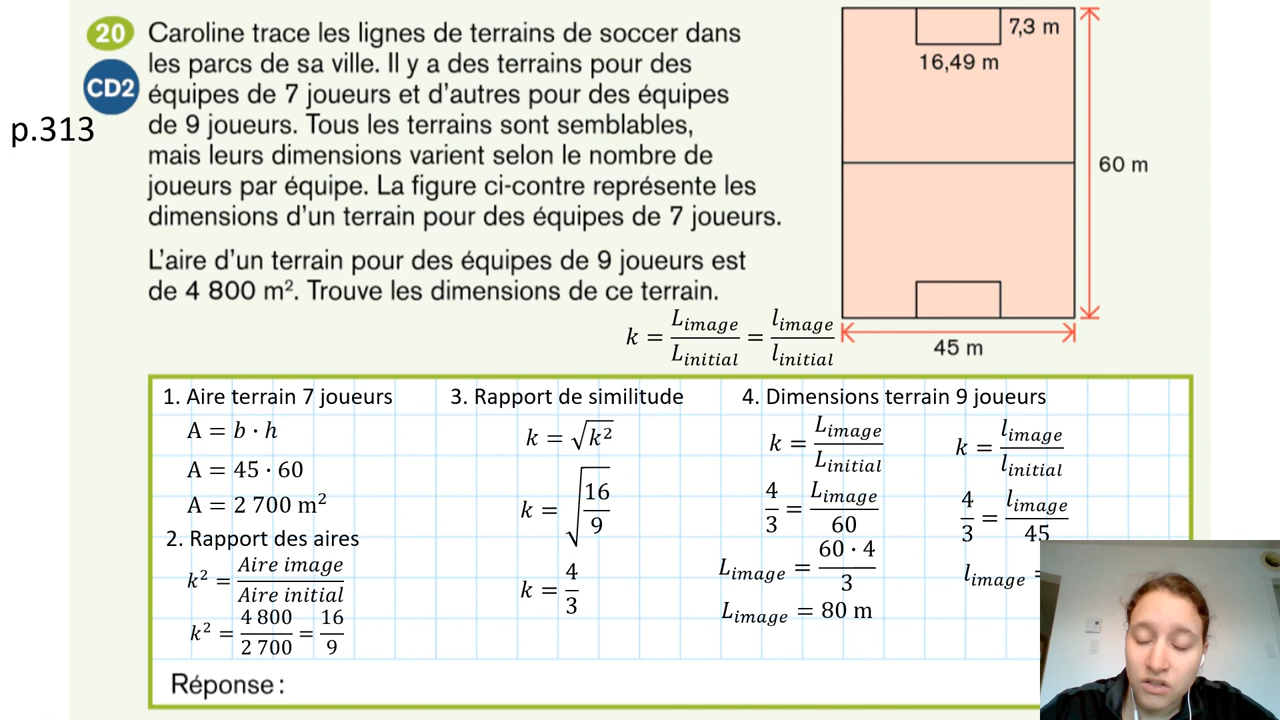 20 Caroline trace les lignes de terrains de soccer dans
CD2 les parcs de sa ville. Il y a des terrains pour des
équipes de 7 joueurs et d'autres pour des équipes
p.313 de 9 joueurs. Tous les terrains sont semblables,
mais leurs dimensions varient selon le nombre de
joueurs par équipe. La figure ci-contre représente les
dimensions d'un terrain pour des équipes de 7 joueurs.
L'aire d'un terrain pour des équipes de 9 joueurs est
de 4 800 m². Trouve les dimensions de ce terrain.
7,3 m
16,49 m
60 m
45 m
k = L_image/L_initial = l_image/l_initial
1. Aire terrain 7 joueurs
A = b · h
A = 45 · 60
A = 2 700 m²
2. Rapport des aires
k² = Aire image/Aire initial
k² = 4 800/2 700 = 16/9
3. Rapport de similitude
k = √k²
k = √(16/9)
k = 4/3
4. Dimensions terrain 9 joueurs
k = L_image/L_initial
4/3 = L_image/60
L_image = 60 · 4/3
L_image = 80 m
k = l_image/l_initial
4/3 = l_image/45
l_image =
Réponse :